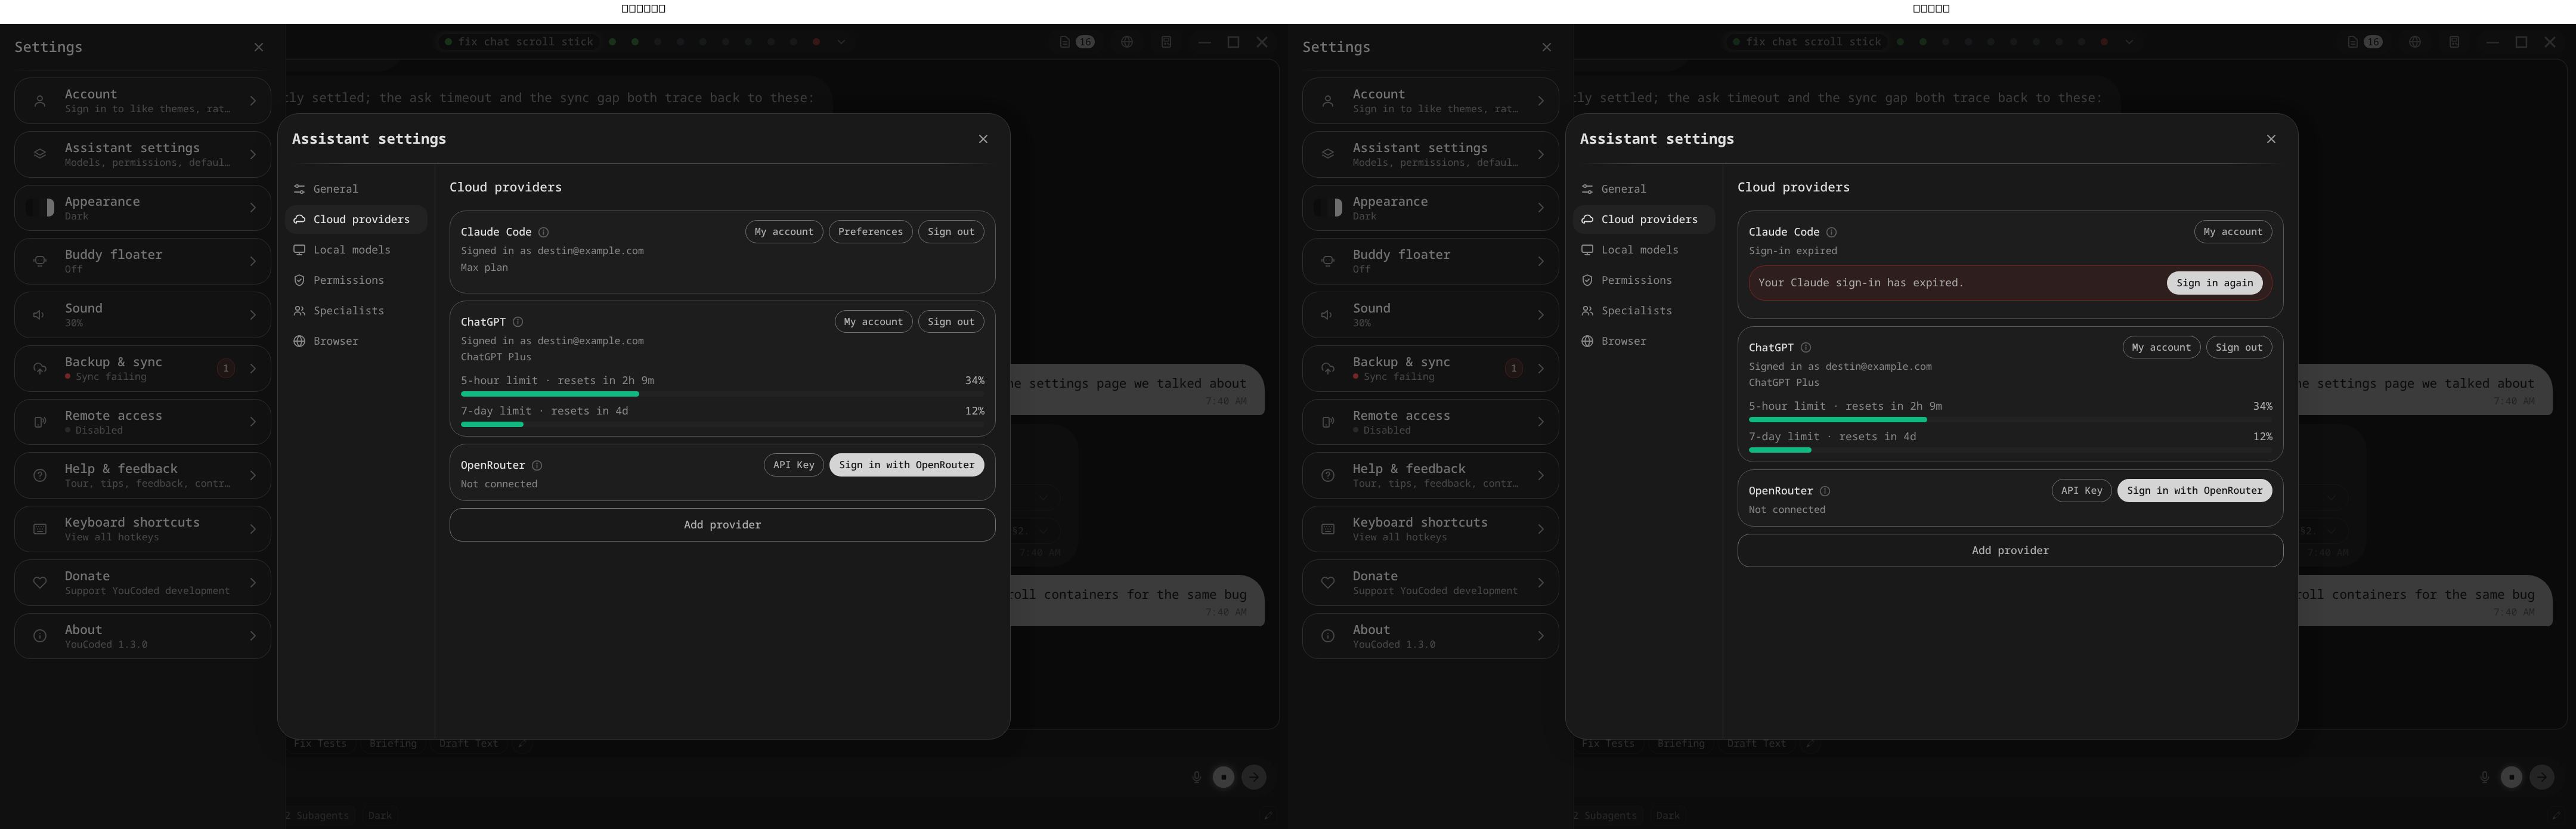 Settings
fix chat scroll stick
16
Account
Sign in to like themes, rat…
tly settled; the ask timeout and the sync gap both trace back to these:
Assistant settings
Models, permissions, defaul…
Appearance
Dark
Buddy floater
Off
Sound
30%
Backup & sync
Sync failing
1
Remote access
Disabled
Help & feedback
Tour, tips, feedback, contr…
Keyboard shortcuts
View all hotkeys
Donate
Support YouCoded development
About
YouCoded 1.3.0
Assistant settings
General
Cloud providers
Local models
Permissions
Specialists
Browser
Cloud providers
Claude Code
My account
Preferences
Sign out
Signed in as destin@example.com
Max plan
ChatGPT
My account
Sign out
Signed in as destin@example.com
ChatGPT Plus
5-hour limit · resets in 2h 9m
34%
7-day limit · resets in 4d
12%
OpenRouter
API Key
Sign in with OpenRouter
Not connected
Add provider
he settings page we talked about
7:40 AM
52.
7:40 AM
roll containers for the same bug
7:40 AM
Fix Tests
Briefing
Draft Text
2 Subagents
Dark
Settings
fix chat scroll stick
16
Account
Sign in to like themes, rat…
tly settled; the ask timeout and the sync gap both trace back to these:
Assistant settings
Models, permissions, defaul…
Appearance
Dark
Buddy floater
Off
Sound
30%
Backup & sync
Sync failing
1
Remote access
Disabled
Help & feedback
Tour, tips, feedback, contr…
Keyboard shortcuts
View all hotkeys
Donate
Support YouCoded development
About
YouCoded 1.3.0
Assistant settings
General
Cloud providers
Local models
Permissions
Specialists
Browser
Cloud providers
Claude Code
My account
Sign-in expired
Your Claude sign-in has expired.
Sign in again
ChatGPT
My account
Sign out
Signed in as destin@example.com
ChatGPT Plus
5-hour limit · resets in 2h 9m
34%
7-day limit · resets in 4d
12%
OpenRouter
API Key
Sign in with OpenRouter
Not connected
Add provider
he settings page we talked about
7:40 AM
52.
7:40 AM
roll containers for the same bug
7:40 AM
Fix Tests
Briefing
Draft Text
2 Subagents
Dark